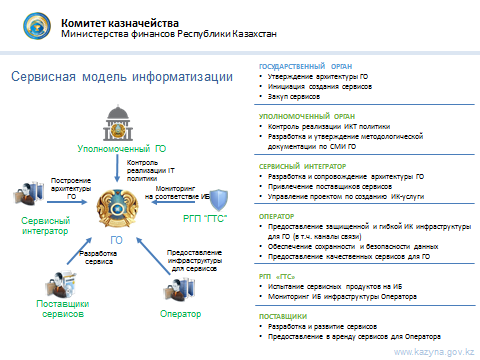 Комитет казначейства
Министерства финансов Республики Казахстан
Сервисная модель информатизации
Уполномоченный ГО
Контроль
реализации IT
политики
Построение
архитектуры
ГО
Мониторинг
на соответствие ИБ
Сервисный
интегратор
ГО
РГП "ГТС"
Разработка
сервиса
Предоставление
инфраструктуры
для сервисов
Поставщики
сервисов
Оператор
ГОСУДАРСТВЕННЫЙ ОРГАН
• Утверждение архитектуры ГО
• Инициация создания сервисов
• Закуп сервисов
УПОЛНОМОЧЕННЫЙ ОРГАН
• Контроль реализации ИКТ политики
• Разработка и утверждение методологической
документации по СМИ ГО
СЕРВИСНЫЙ ИНТЕГРАТОР
• Разработка и сопровождение архитектуры ГО
• Привлечение поставщиков сервисов
• Управление проектом по созданию ИК-услуги
ОПЕРАТОР
• Предоставление защищенной и гибкой ИК инфраструктуры
для ГО (в т.ч. каналы связи)
• Обеспечение сохранности и безопасности данных
• Предоставление качественных сервисов для ГО
РГП «ГТС»
• Испытание сервисных продуктов на ИБ
• Мониторинг ИБ инфраструктуры Оператора
ПОСТАВЩИКИ
• Разработка и развитие сервисов
• Предоставление в аренду сервисов для Оператора
www.kazyna.gov.kz